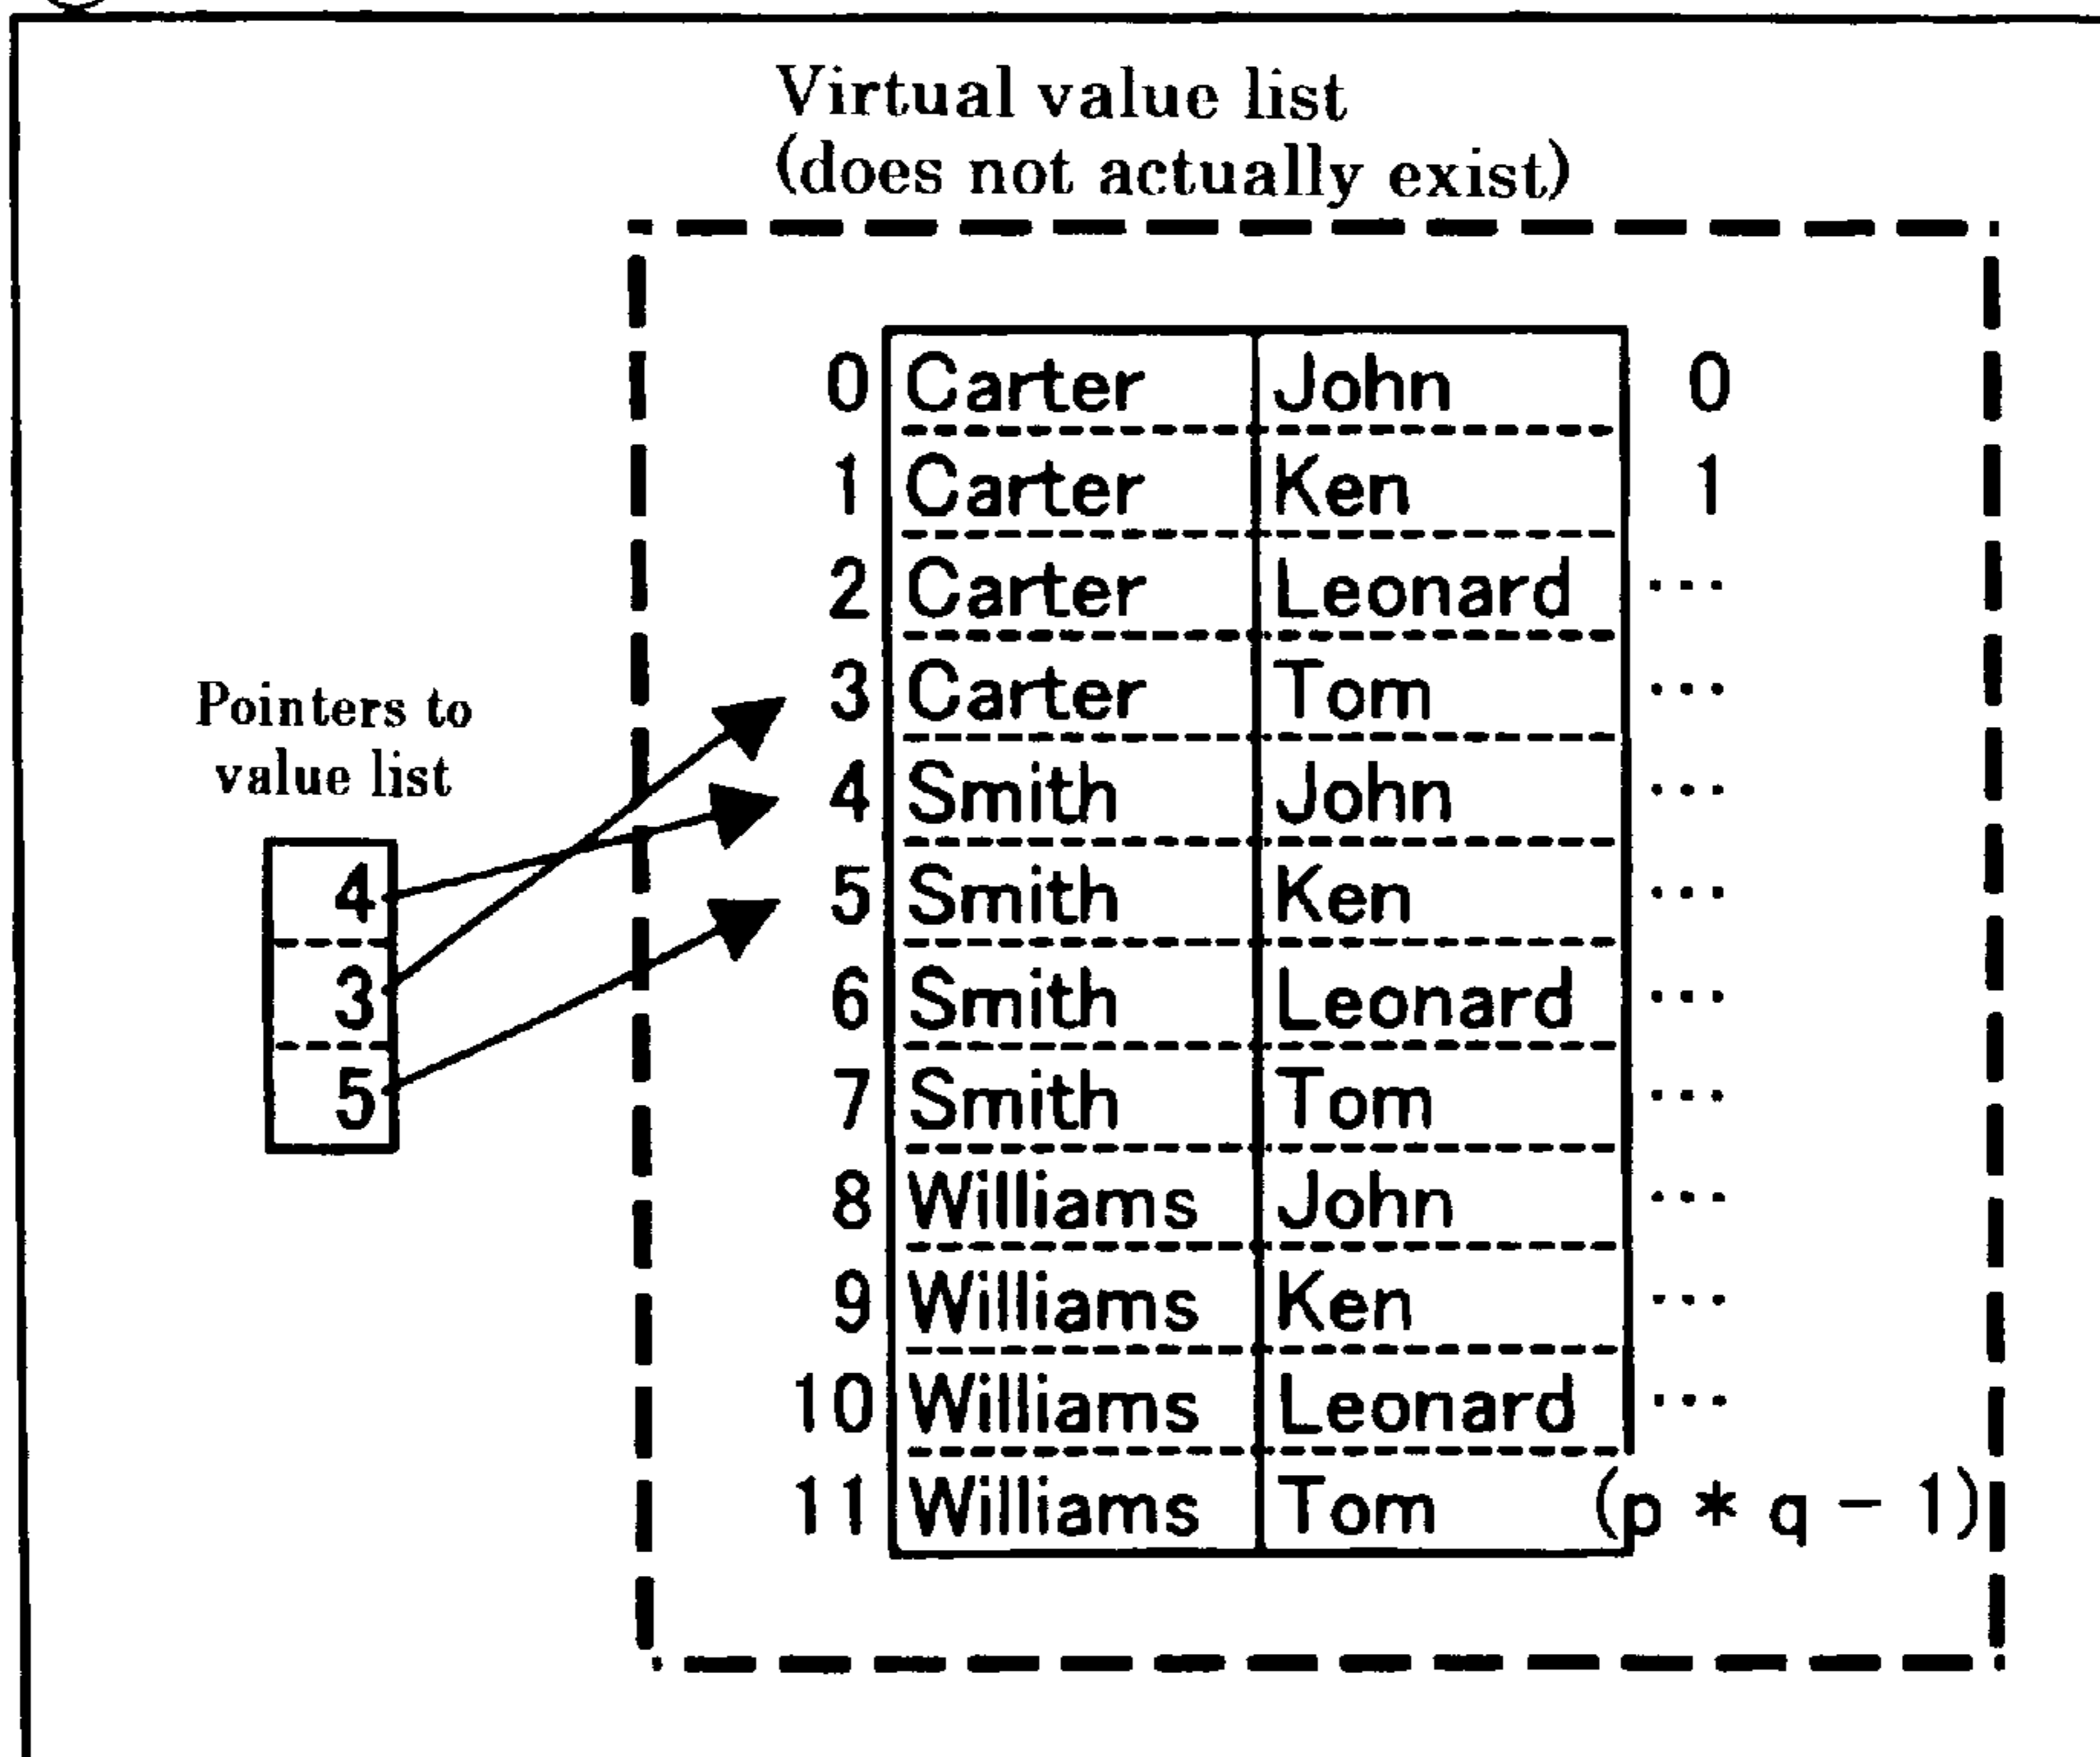 Virtual value list
(does not actually exist)
Pointers to
value list
4
3
5
0 Carter John 0
1 Carter Ken 1
2 Carter Leonard ...
3 Carter Tom ...
4 Smith John ...
5 Smith Ken ...
6 Smith Leonard ...
7 Smith Tom ...
8 Williams John ...
9 Williams Ken ...
10 Williams Leonard ...
11 Williams Tom (p * q - 1)